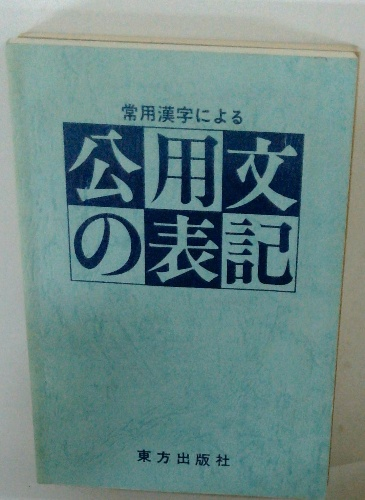 常用漢字による
公用文
の表記
東方出版社